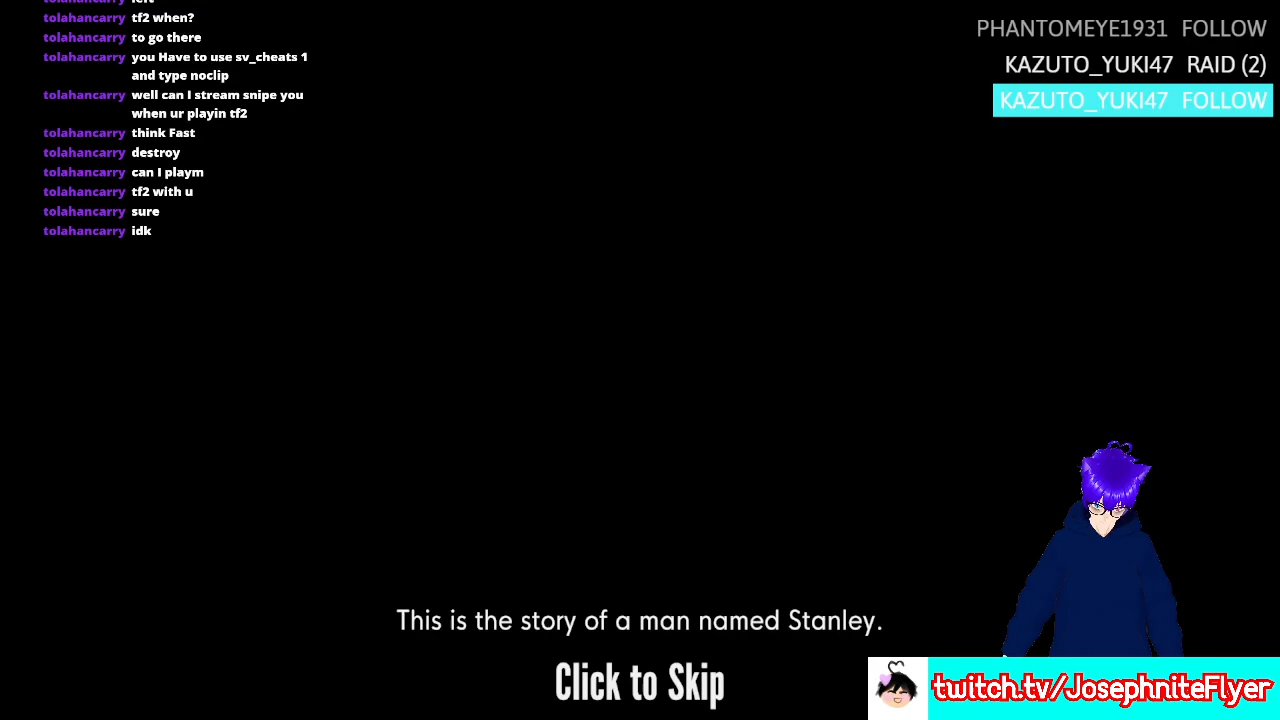 tolahancarry left
tolahancarry tf2 when?
tolahancarry to go there
tolahancarry you Have to use sv_cheats 1
and type noclip
tolahancarry well can I stream snipe you
when ur playin tf2
tolahancarry think Fast
tolahancarry destroy
tolahancarry can I playm
tolahancarry tf2 with u
tolahancarry sure
tolahancarry idk
PHANTOMEYE1931 FOLLOW
KAZUTO_YUKI47 RAID (2)
KAZUTO_YUKI47 FOLLOW
This is the story of a man named Stanley.
Click to Skip
twitch.tv/JosephniteFlyer